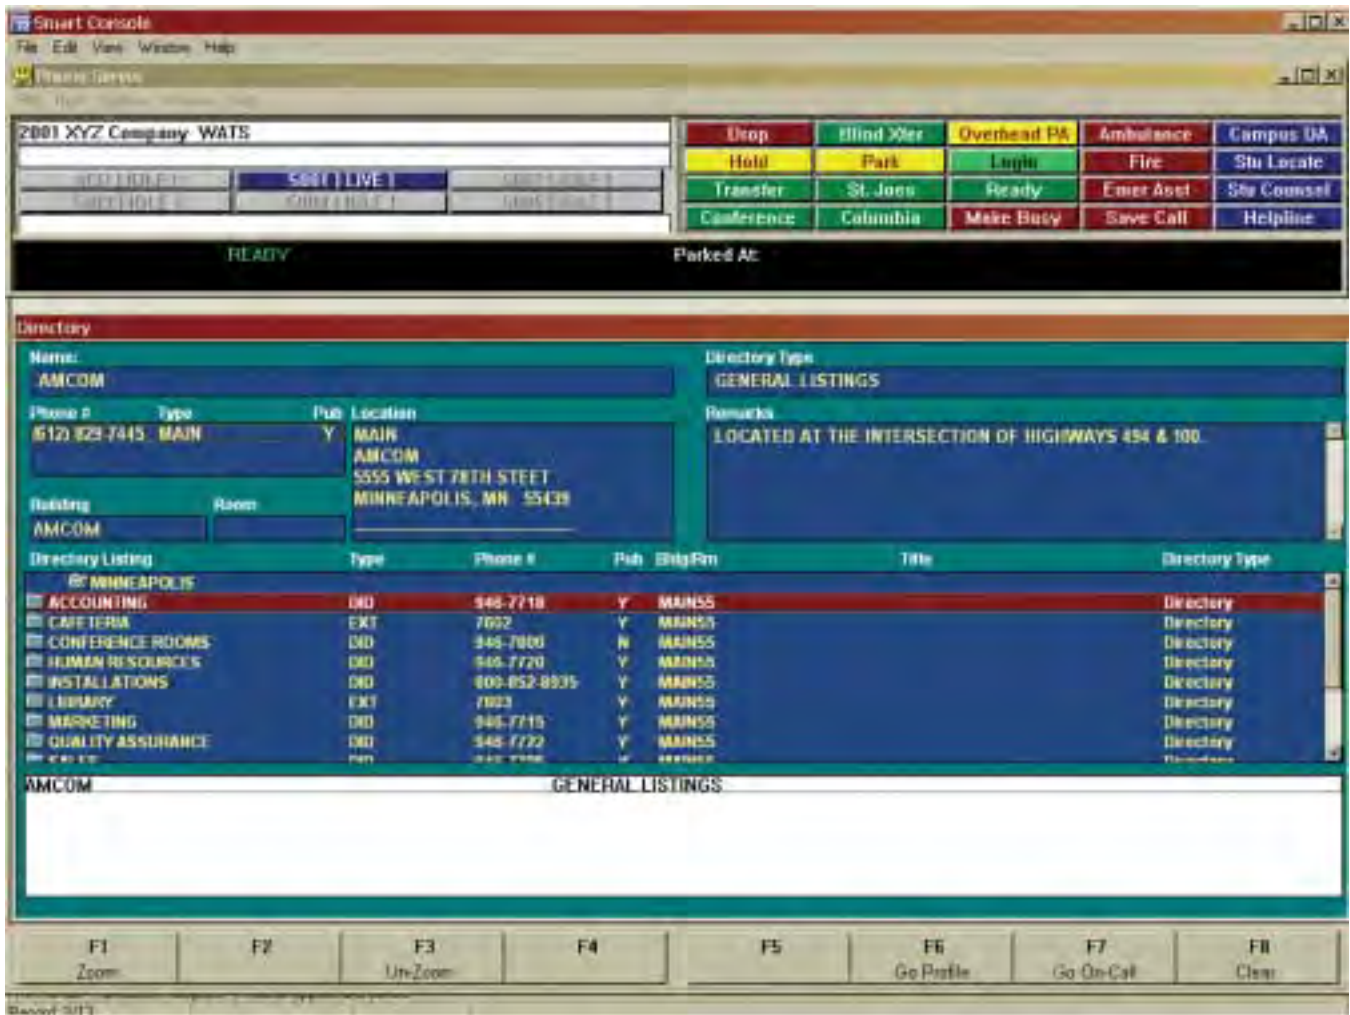 Smart Console
File Edit View Window Help
Phone Server
2001 XYZ Company WATS
Drop Blind Xfer Overhead PA Ambulance Campus DA
Hold Park Login Fire Stu Locate
5001 ] LIVE ]
Transfer St. Joes Ready Emer Asst Stu Counsel
Conference Columbia Make Busy Save Call Helpline
READY Parked At:
Directory
Name: Directory Type
AMCOM GENERAL LISTINGS
Phone # Type Pub Location Remarks
(612) 829-7445 MAIN Y MAIN LOCATED AT THE INTERSECTION OF HIGHWAYS 494 & 100.
AMCOM
5555 WEST 78TH STEET
Building Room MINNEAPOLIS, MN 55439
AMCOM
Directory Listing Type Phone # Pub Bldg/Rm Title Directory Type
MINNEAPOLIS
ACCOUNTING DID 946-7718 Y MAIN55 Directory
CAFETERIA EXT 7602 Y MAIN55 Directory
CONFERENCE ROOMS DID 946-7800 N MAIN55 Directory
HUMAN RESOURCES DID 946-7720 Y MAIN55 Directory
INSTALLATIONS DID 800-852-8935 Y MAIN55 Directory
LIBRARY EXT 7803 Y MAIN55 Directory
MARKETING DID 946-7715 Y MAIN55 Directory
QUALITY ASSURANCE DID 946-7722 Y MAIN55 Directory
SALES
AMCOM GENERAL LISTINGS
F1 F2 F3 F4 F5 F6 F7 F8
Zoom Un-Zoom Go Profile Go On-Call Clear